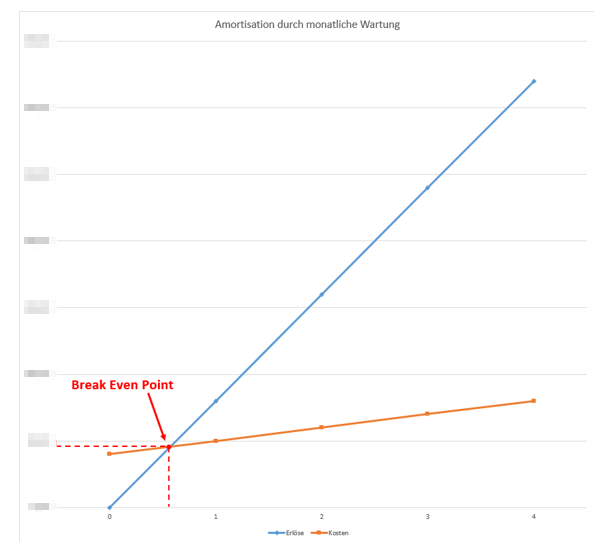 Amortisation durch monatliche Wartung
Break Even Point
0 1 2 3 4
Erlöse Kosten